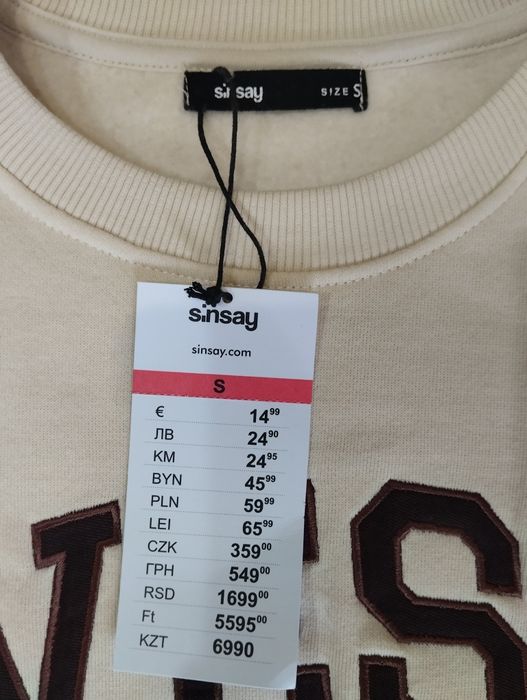 sinsay SIZE S
sinsay
sinsay.com
S
€ 14⁹⁹
ЛВ 24⁹⁰
KM 24⁹⁵
BYN 45⁹⁹
PLN 59⁹⁹
LEI 65⁹⁹
CZK 359⁰⁰
ГРН 549⁰⁰
RSD 1699⁰⁰
Ft 5595⁰⁰
KZT 6990